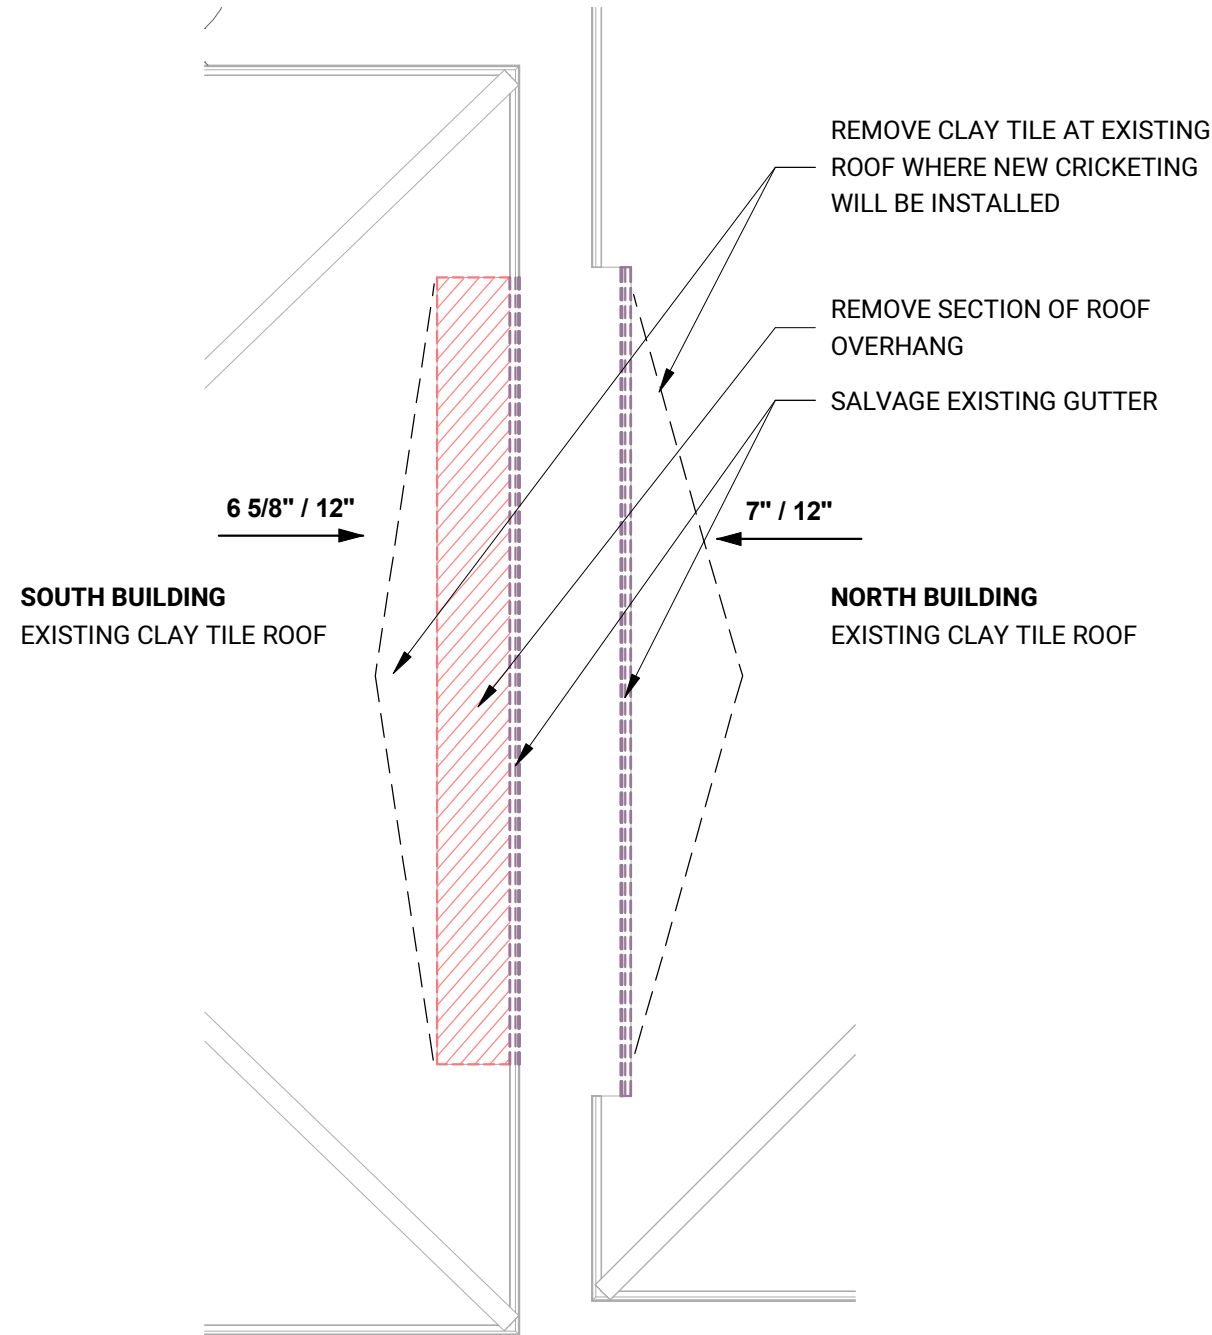 REMOVE CLAY TILE AT EXISTING
ROOF WHERE NEW CRICKETING
WILL BE INSTALLED
REMOVE SECTION OF ROOF
OVERHANG
SALVAGE EXISTING GUTTER
6 5/8" / 12"
7" / 12"
SOUTH BUILDING
EXISTING CLAY TILE ROOF
NORTH BUILDING
EXISTING CLAY TILE ROOF